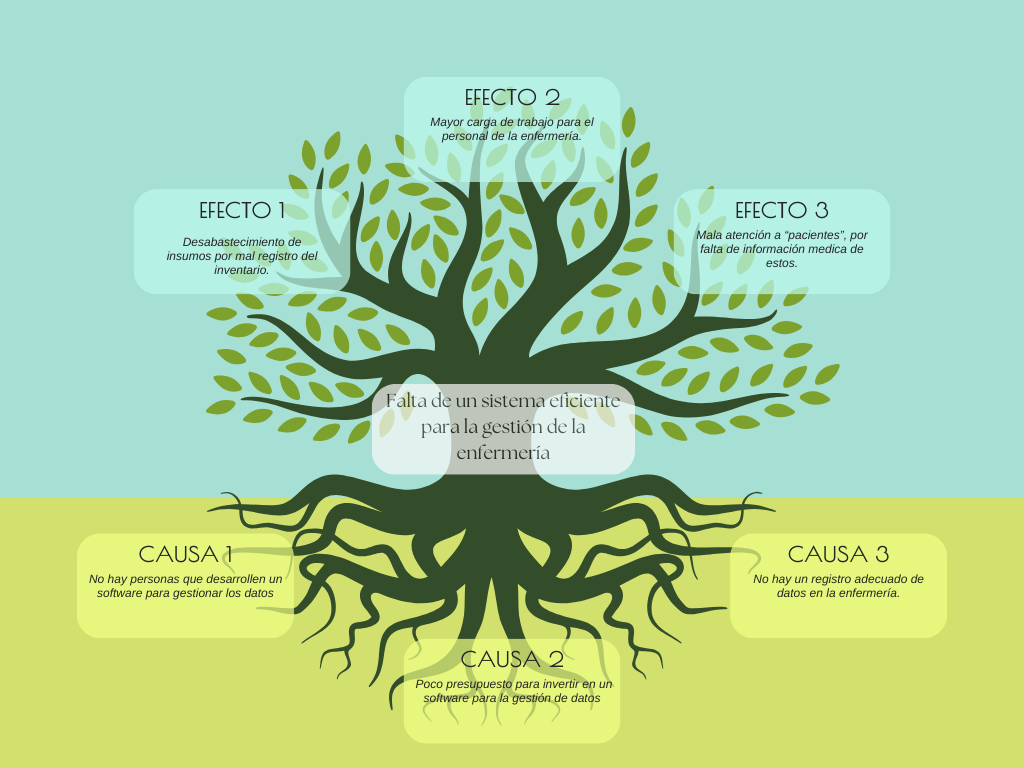 EFECTO 2
Mayor carga de trabajo para el
personal de la enfermería.
EFECTO 1
Desabastecimiento de
insumos por mal registro del
inventario.
EFECTO 3
Mala atención a “pacientes”, por
falta de información medica de
estos.
Falta de un sistema eficiente
para la gestión de la
enfermería
CAUSA 1
No hay personas que desarrollen un
software para gestionar los datos
CAUSA 3
No hay un registro adecuado de
datos en la enfermería.
CAUSA 2
Poco presupuesto para invertir en un
software para la gestión de datos